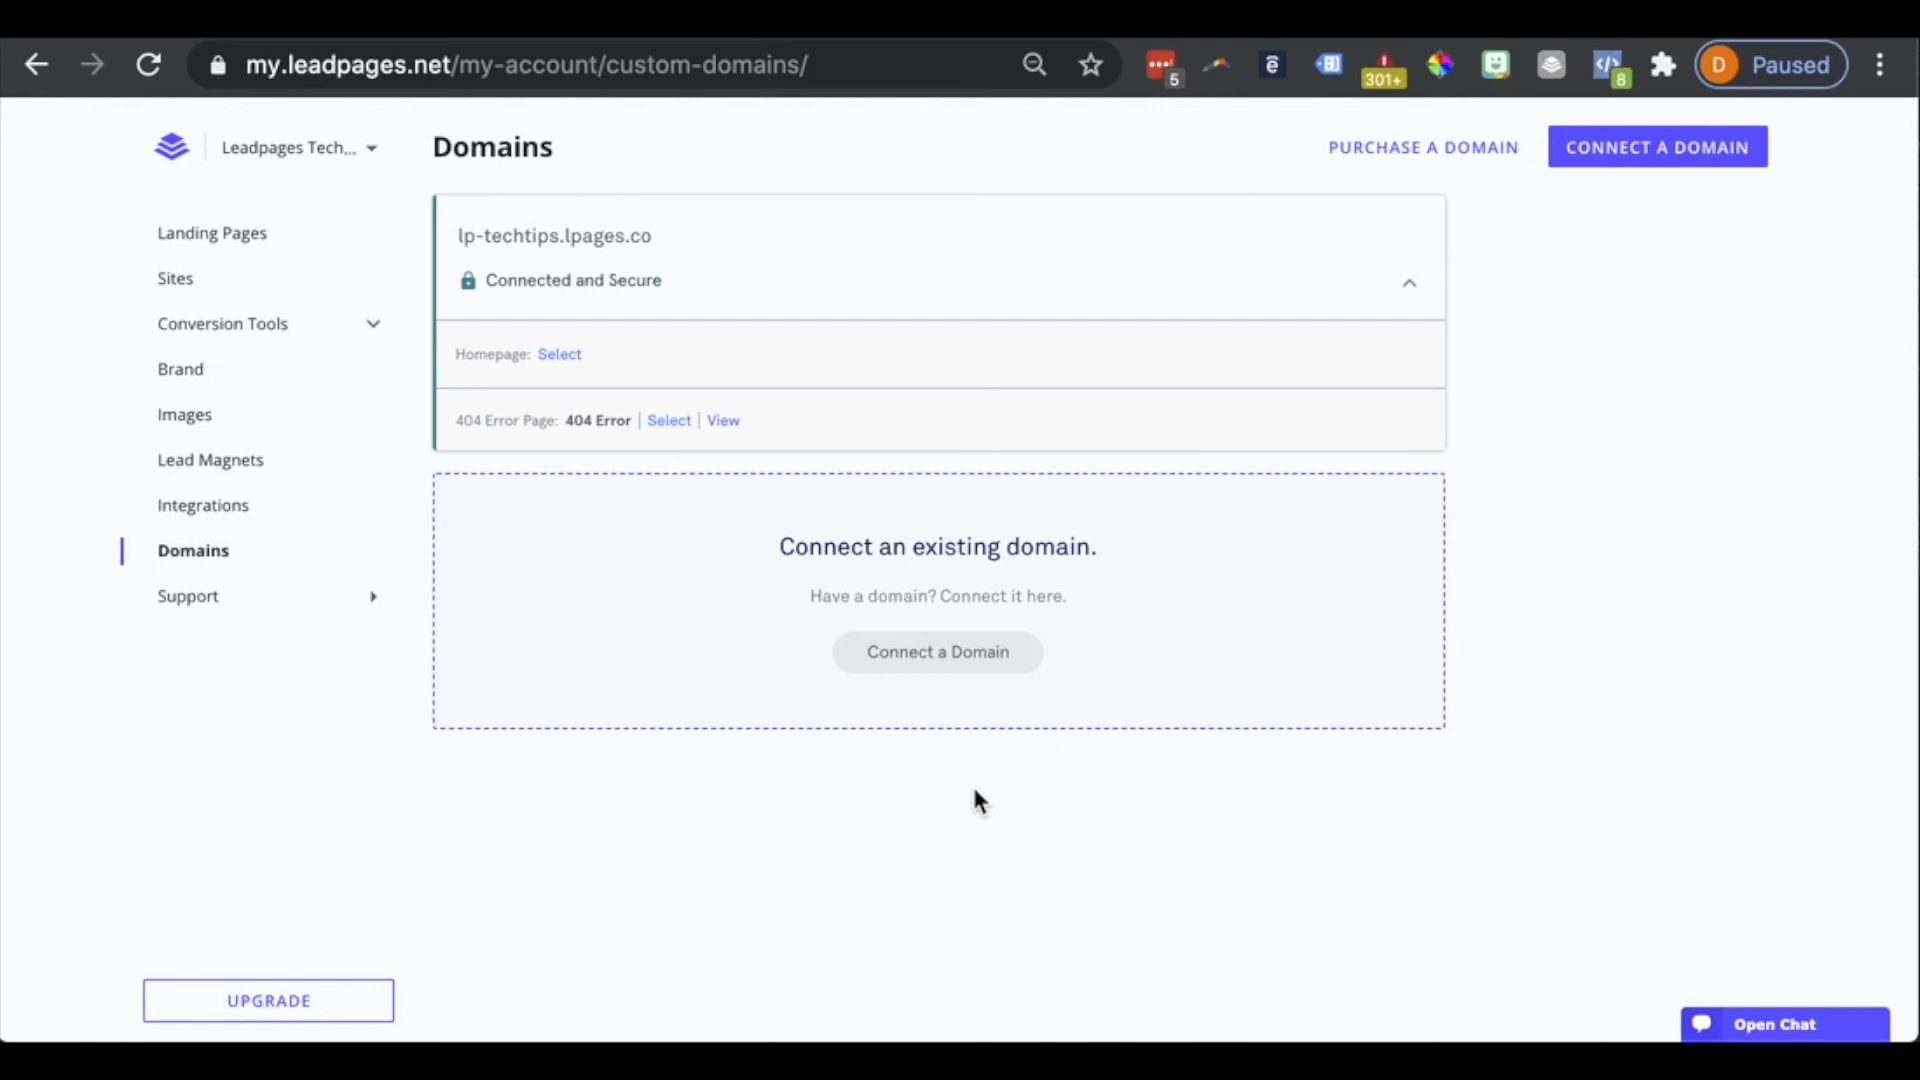 my.leadpages.net/my-account/custom-domains/
5
ē
301+
8
D Paused
Leadpages Tech...
Domains
PURCHASE A DOMAIN
CONNECT A DOMAIN
Landing Pages
Sites
Conversion Tools
Brand
Images
Lead Magnets
Integrations
Domains
Support
lp-techtips.lpages.co
Connected and Secure
Homepage: Select
404 Error Page: 404 Error | Select | View
Connect an existing domain.
Have a domain? Connect it here.
Connect a Domain
UPGRADE
Open Chat